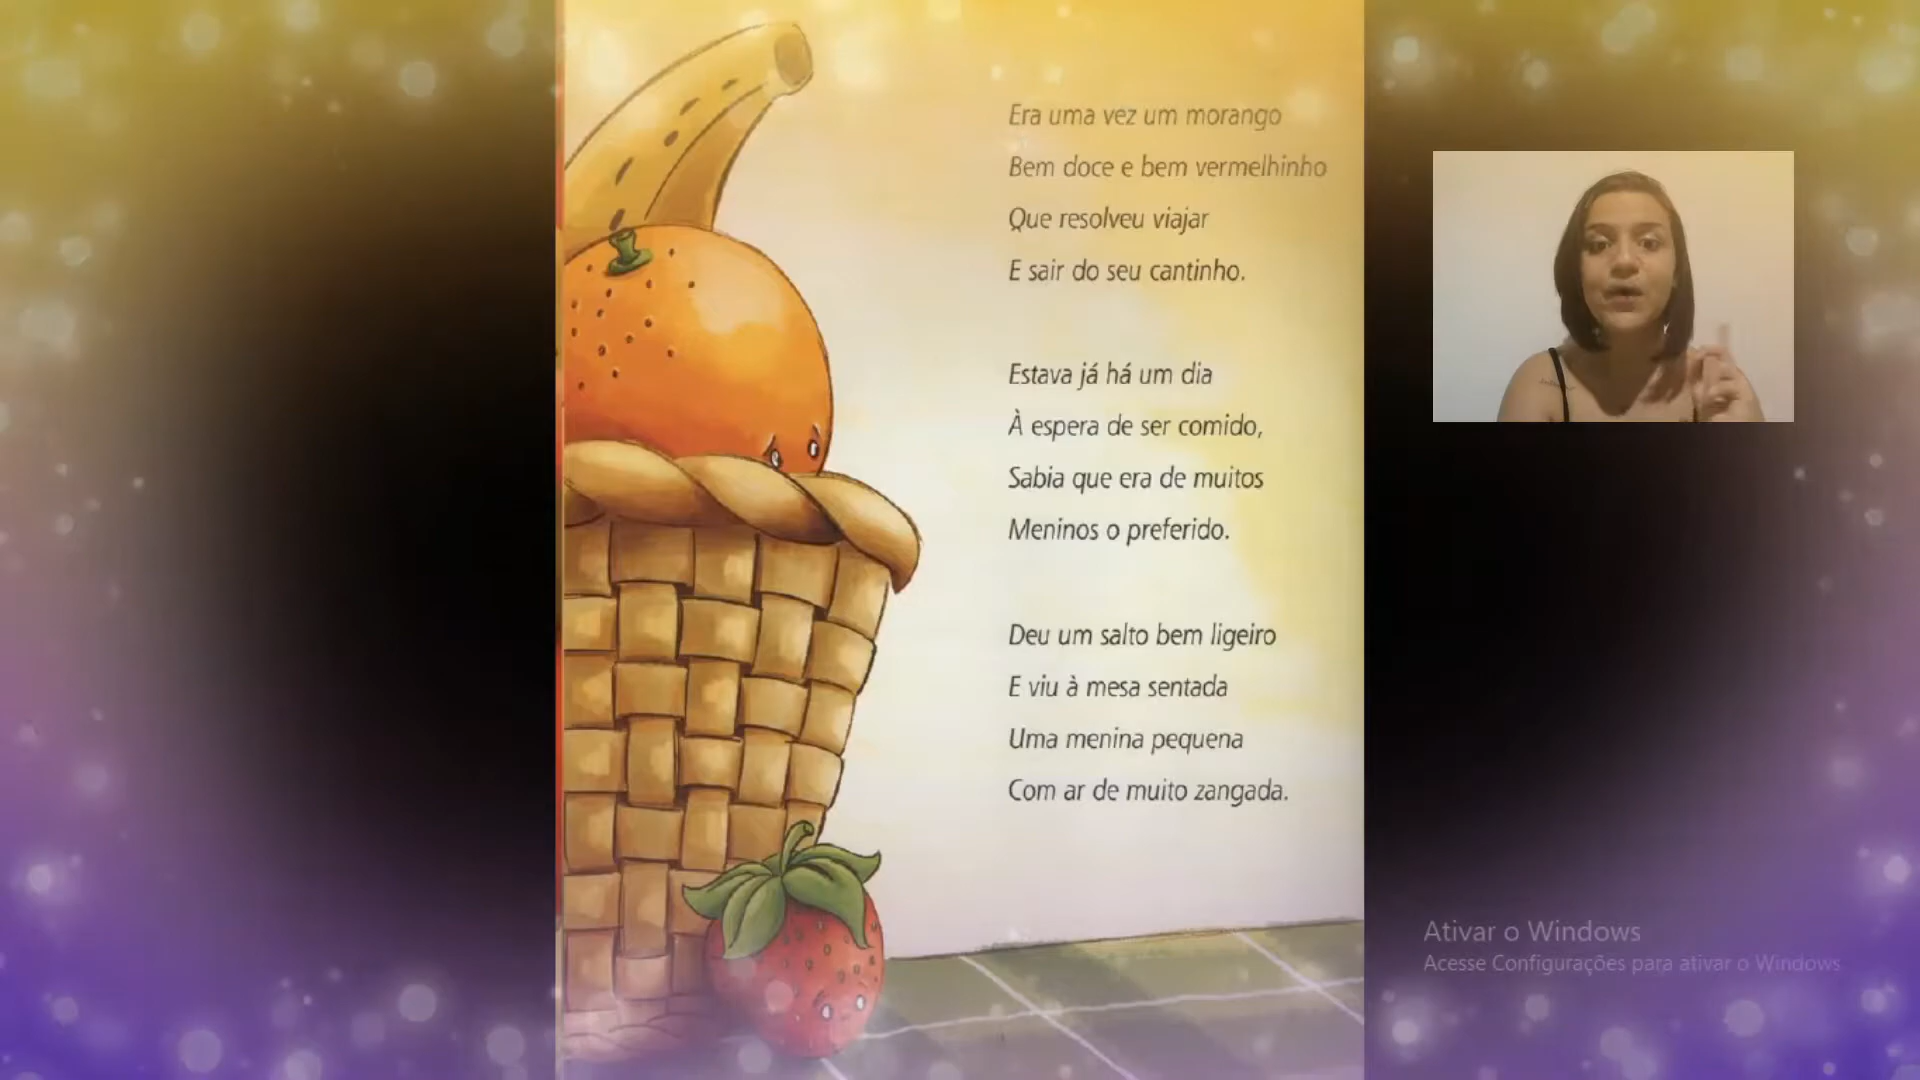 Era uma vez um morango
Bem doce e bem vermelhinho
Que resolveu viajar
E sair do seu cantinho.
Estava já há um dia
À espera de ser comido,
Sabia que era de muitos
Meninos o preferido.
Deu um salto bem ligeiro
E viu à mesa sentada
Uma menina pequena
Com ar de muito zangada.
Ativar o Windows
Acesse Configurações para ativar o Windows